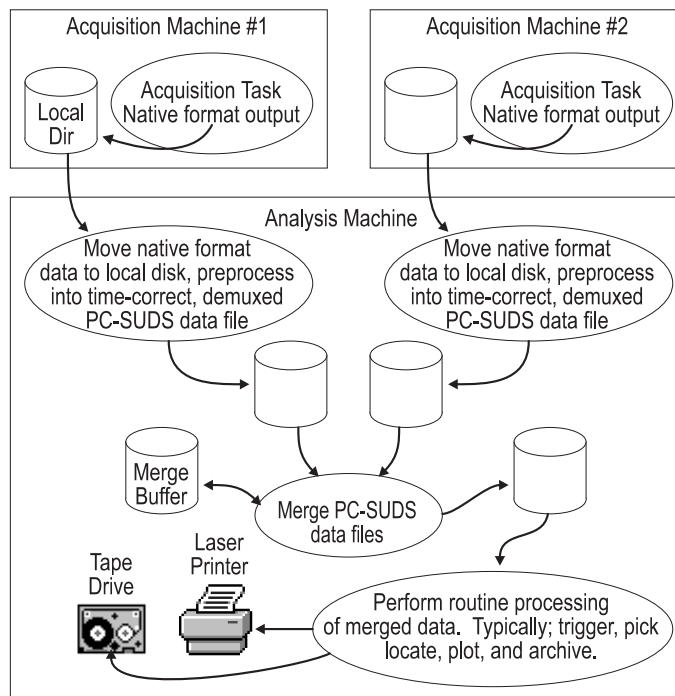 Acquisition Machine #1
Local
Dir
Acquisition Task
Native format output
Acquisition Machine #2
Acquisition Task
Native format output
Analysis Machine
Move native format
data to local disk, preprocess
into time-correct, demuxed
PC-SUDS data file
Move native format
data to local disk, preprocess
into time-correct, demuxed
PC-SUDS data file
Merge
Buffer
Merge PC-SUDS
data files
Tape
Drive
Laser
Printer
Perform routine processing
of merged data. Typically; trigger, pick
locate, plot, and archive.